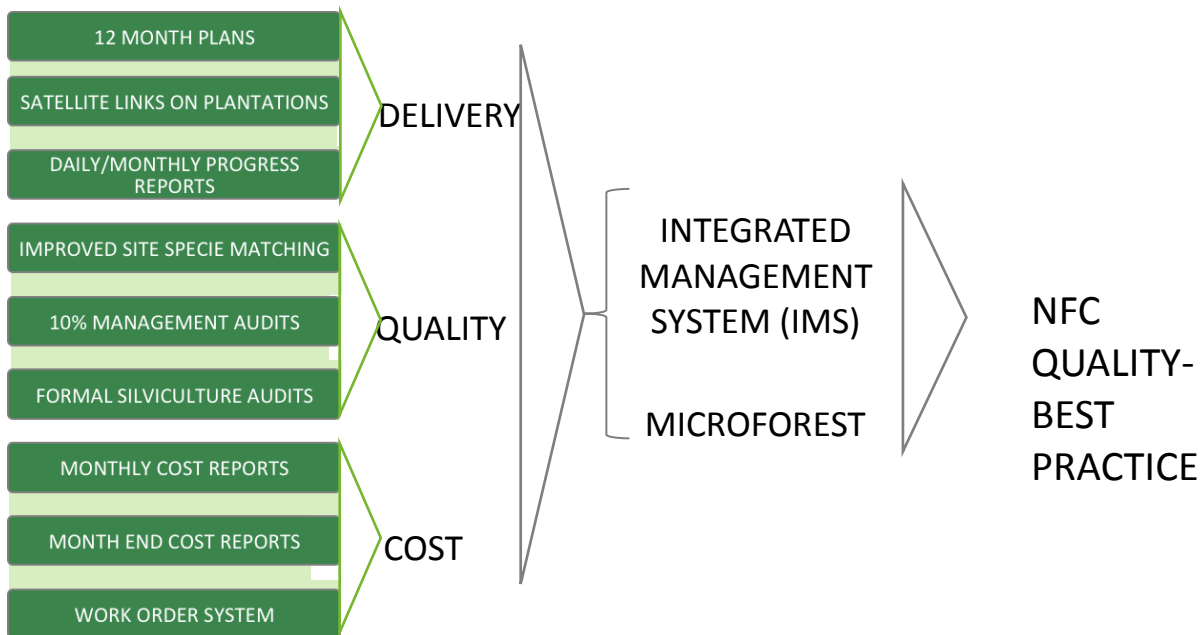 12 MONTH PLANS
SATELLITE LINKS ON PLANTATIONS
DAILY/MONTHLY PROGRESS
REPORTS
DELIVERY
IMPROVED SITE SPECIE MATCHING
10% MANAGEMENT AUDITS
FORMAL SILVICULTURE AUDITS
QUALITY
MONTHLY COST REPORTS
MONTH END COST REPORTS
WORK ORDER SYSTEM
COST
INTEGRATED
MANAGEMENT
SYSTEM (IMS)
MICROFOREST
NFC
QUALITY-
BEST
PRACTICE